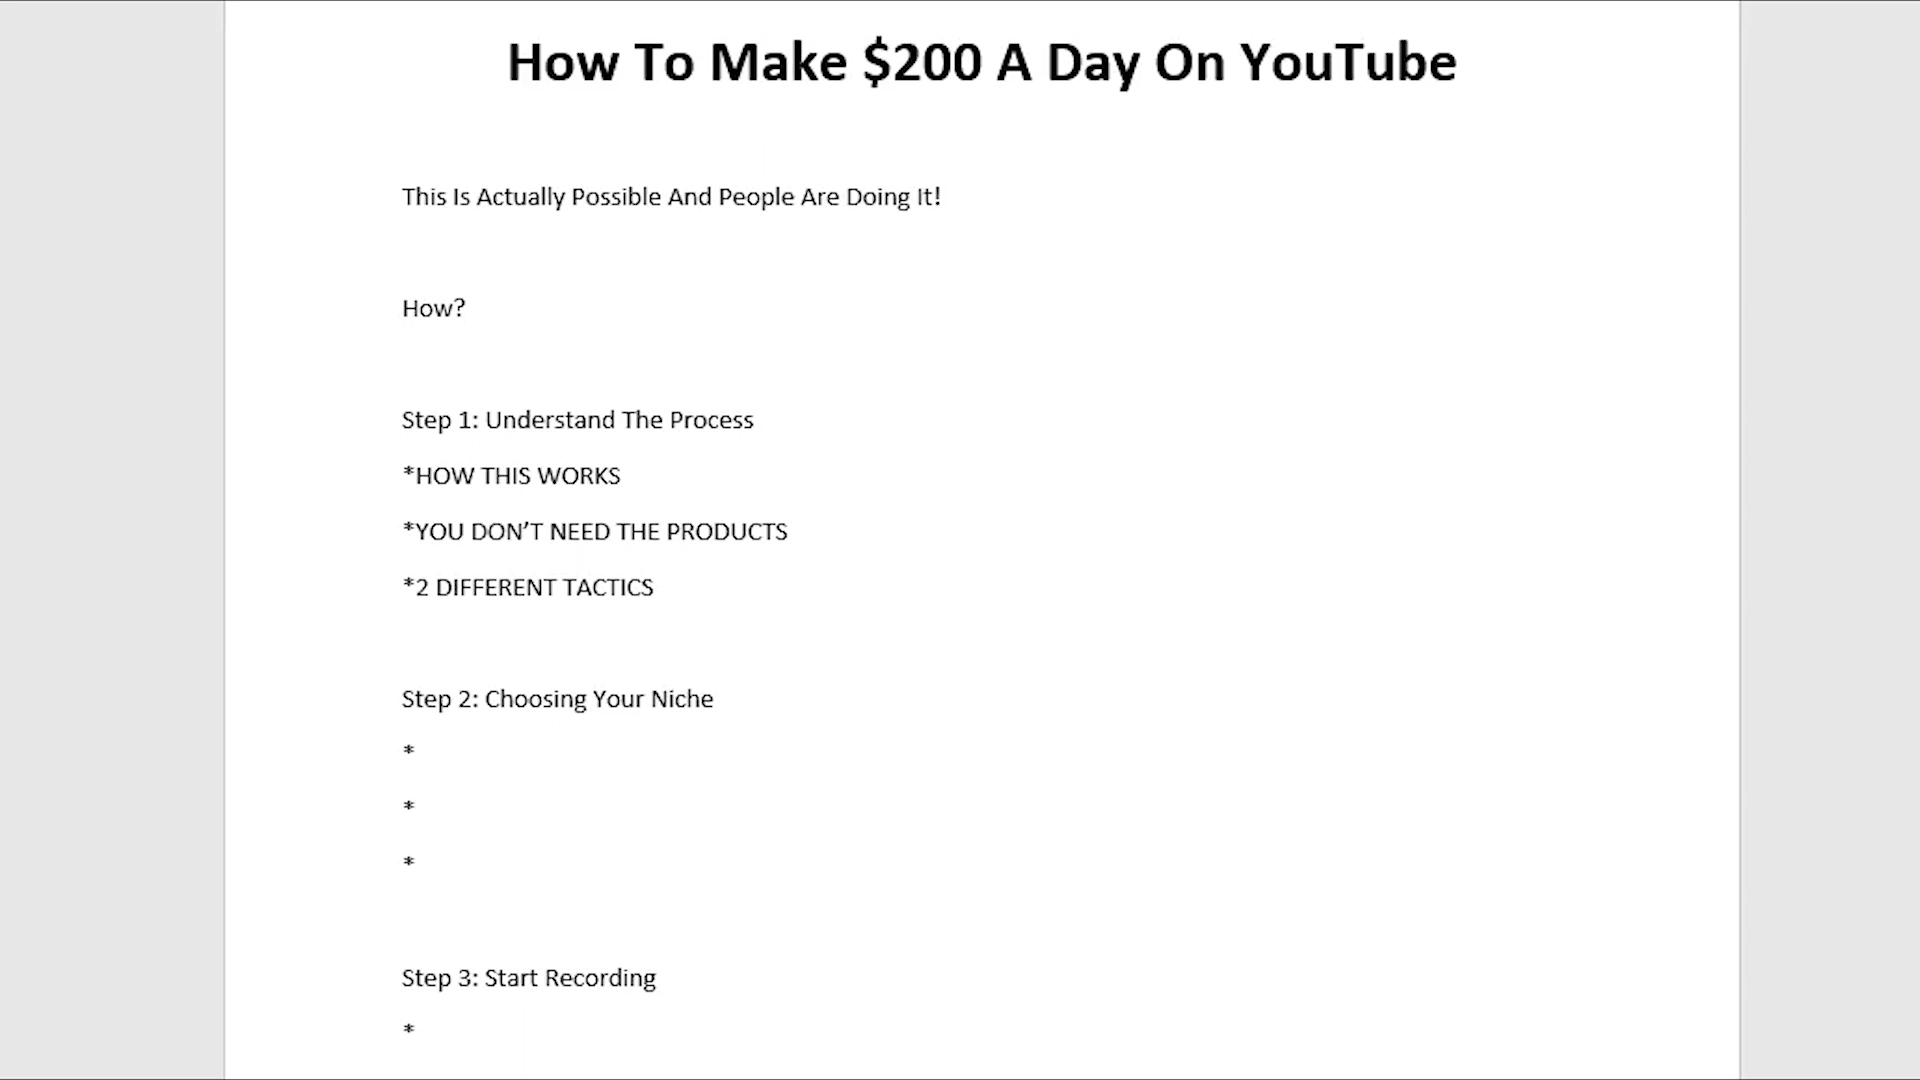 How To Make $200 A Day On YouTube
This Is Actually Possible And People Are Doing It!
How?
Step 1: Understand The Process
*HOW THIS WORKS
*YOU DON’T NEED THE PRODUCTS
*2 DIFFERENT TACTICS
Step 2: Choosing Your Niche
*
*
*
Step 3: Start Recording
*